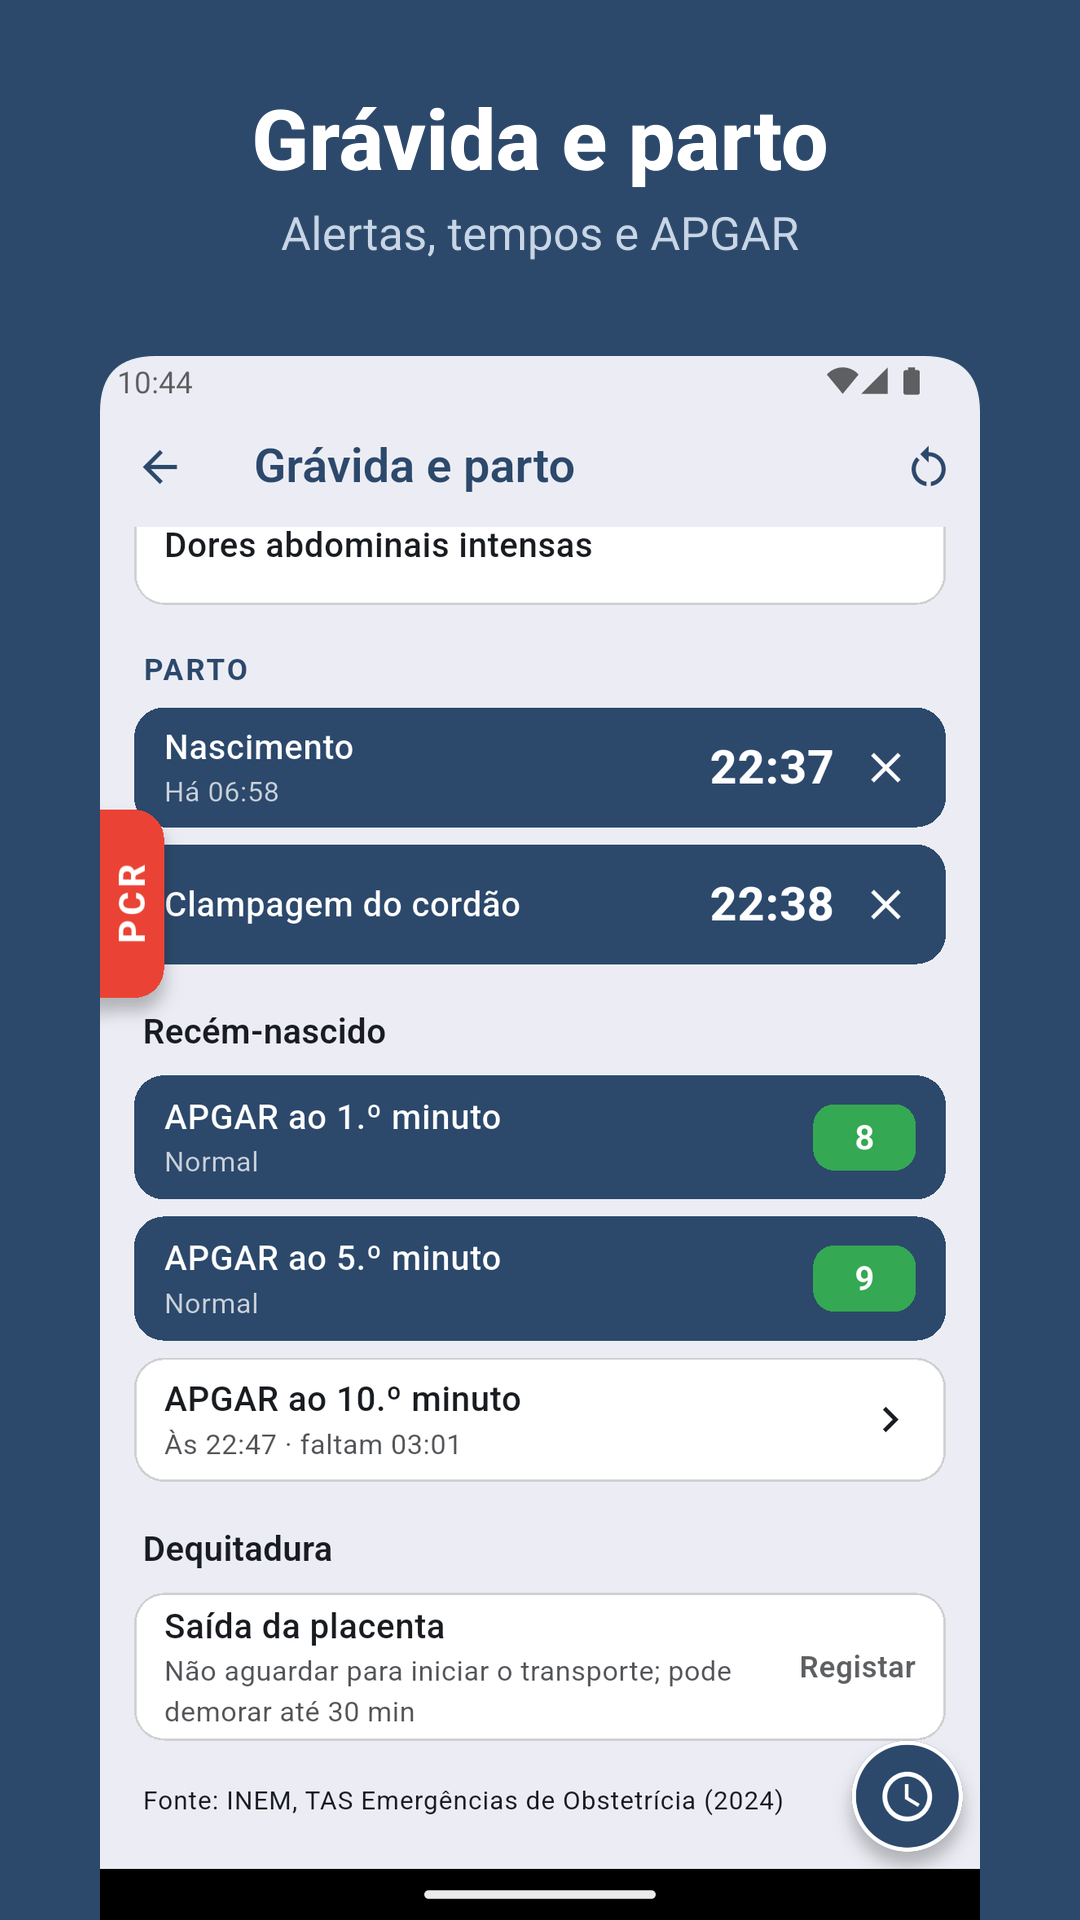 Grávida e parto
Alertas, tempos e APGAR
10:44
Grávida e parto
Dores abdominais intensas
PARTO
Nascimento
Há 06:58
22:37
PCR
Clampagem do cordão
22:38
Recém-nascido
APGAR ao 1.º minuto
Normal
8
APGAR ao 5.º minuto
Normal
9
APGAR ao 10.º minuto
Às 22:47 · faltam 03:01
Dequitadura
Saída da placenta
Não aguardar para iniciar o transporte; pode
demorar até 30 min
Registar
Fonte: INEM, TAS Emergências de Obstetrícia (2024)